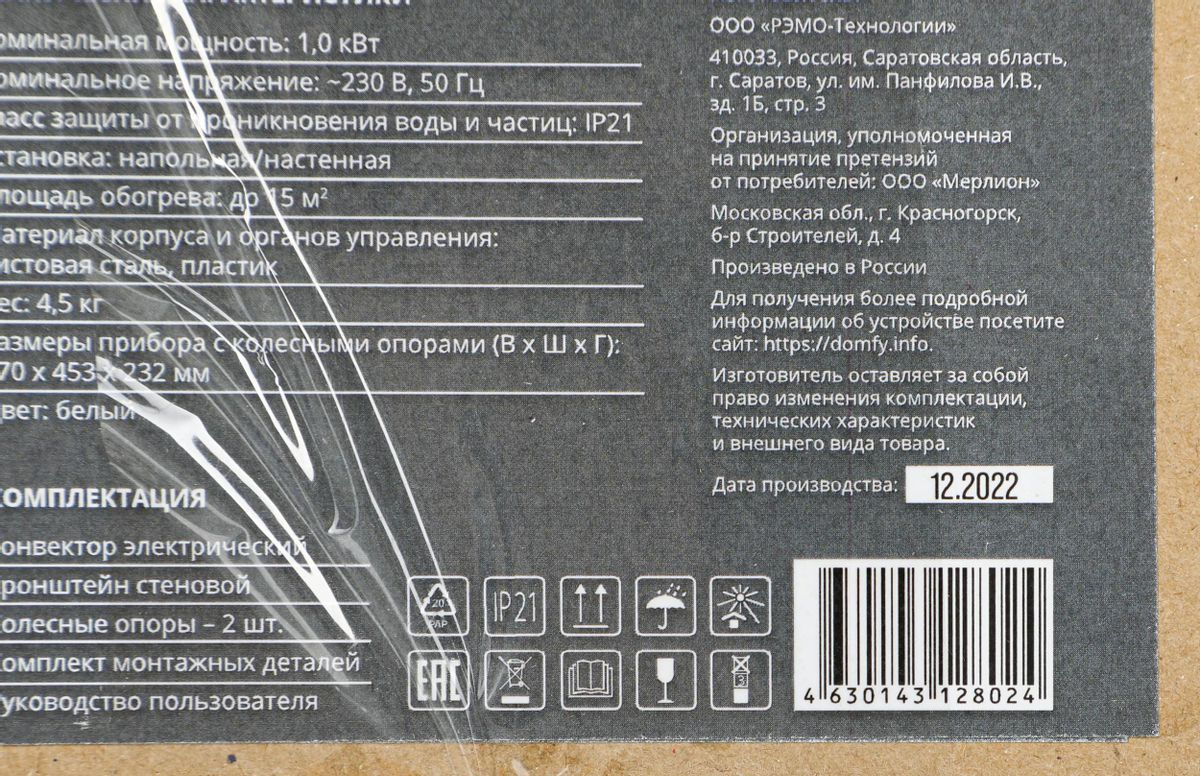 оминальная мощность: 1,0 кВт
оминальное напряжение: ~230 В, 50 Гц
ласс защиты от проникновения воды и частиц: IP21
становка: напольная/настенная
лощадь обогрева: до 15 м²
атериал корпуса и органов управления:
истовая сталь, пластик
ес: 4,5 кг
азмеры прибора с колесными опорами (В х Ш х Г):
70 х 453 х 232 мм
вет: белый
КОМПЛЕКТАЦИЯ
онвектор электрический
ронштейн стеновой
олесные опоры – 2 шт.
омплект монтажных деталей
уководство пользователя
ООО «РЭМО-Технологии»
410033, Россия, Саратовская область,
г. Саратов, ул. им. Панфилова И.В.,
зд. 1Б, стр. 3
Организация, уполномоченная
на принятие претензий
от потребителей: ООО «Мерлион»
Московская обл., г. Красногорск,
б-р Строителей, д. 4
Произведено в России
Для получения более подробной
информации об устройстве посетите
сайт: https://domfy.info.
Изготовитель оставляет за собой
право изменения комплектации,
технических характеристик
и внешнего вида товара.
Дата производства: 12.2022
20
PAP
IP21
EAC
3
4 630143 128024